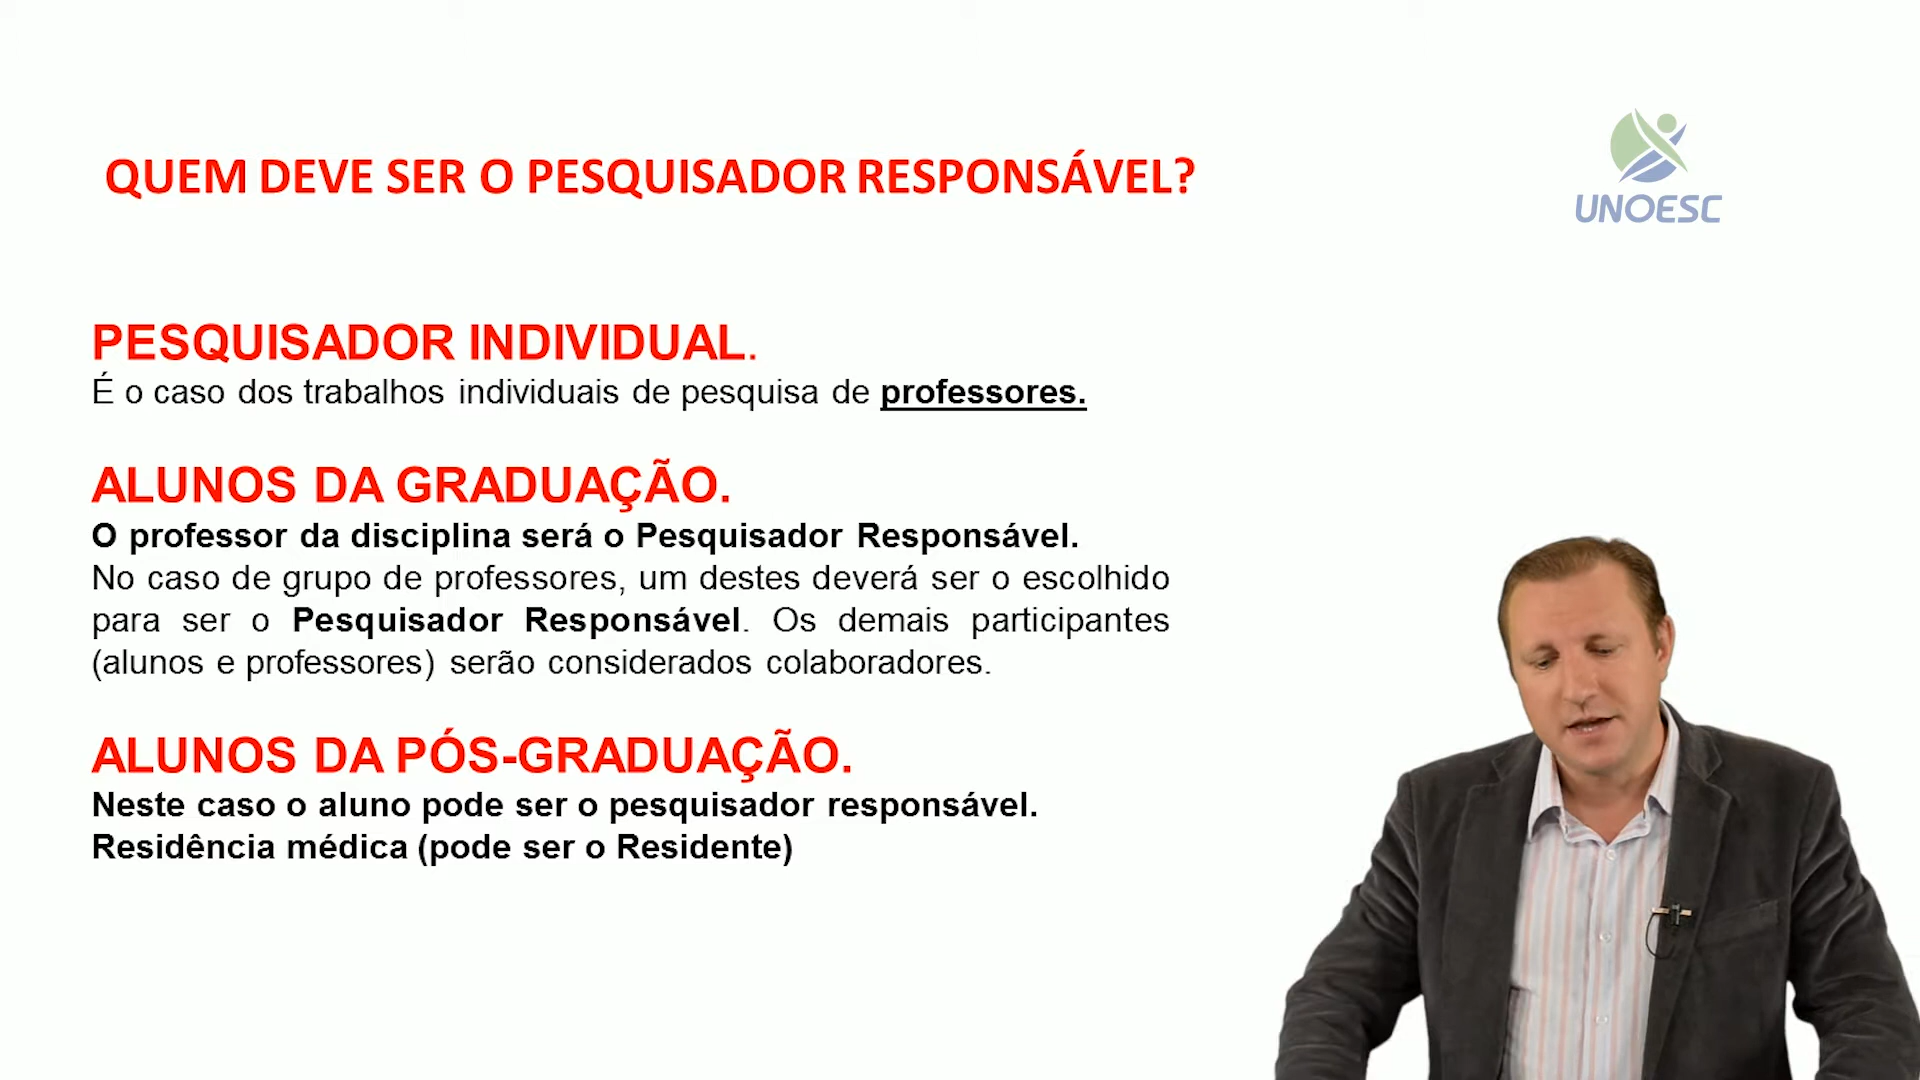 QUEM DEVE SER O PESQUISADOR RESPONSÁVEL?
UNOESC
PESQUISADOR INDIVIDUAL.
É o caso dos trabalhos individuais de pesquisa de professores.
ALUNOS DA GRADUAÇÃO.
O professor da disciplina será o Pesquisador Responsável.
No caso de grupo de professores, um destes deverá ser o escolhido
para ser o Pesquisador Responsável. Os demais participantes
(alunos e professores) serão considerados colaboradores.
ALUNOS DA PÓS-GRADUAÇÃO.
Neste caso o aluno pode ser o pesquisador responsável.
Residência médica (pode ser o Residente)